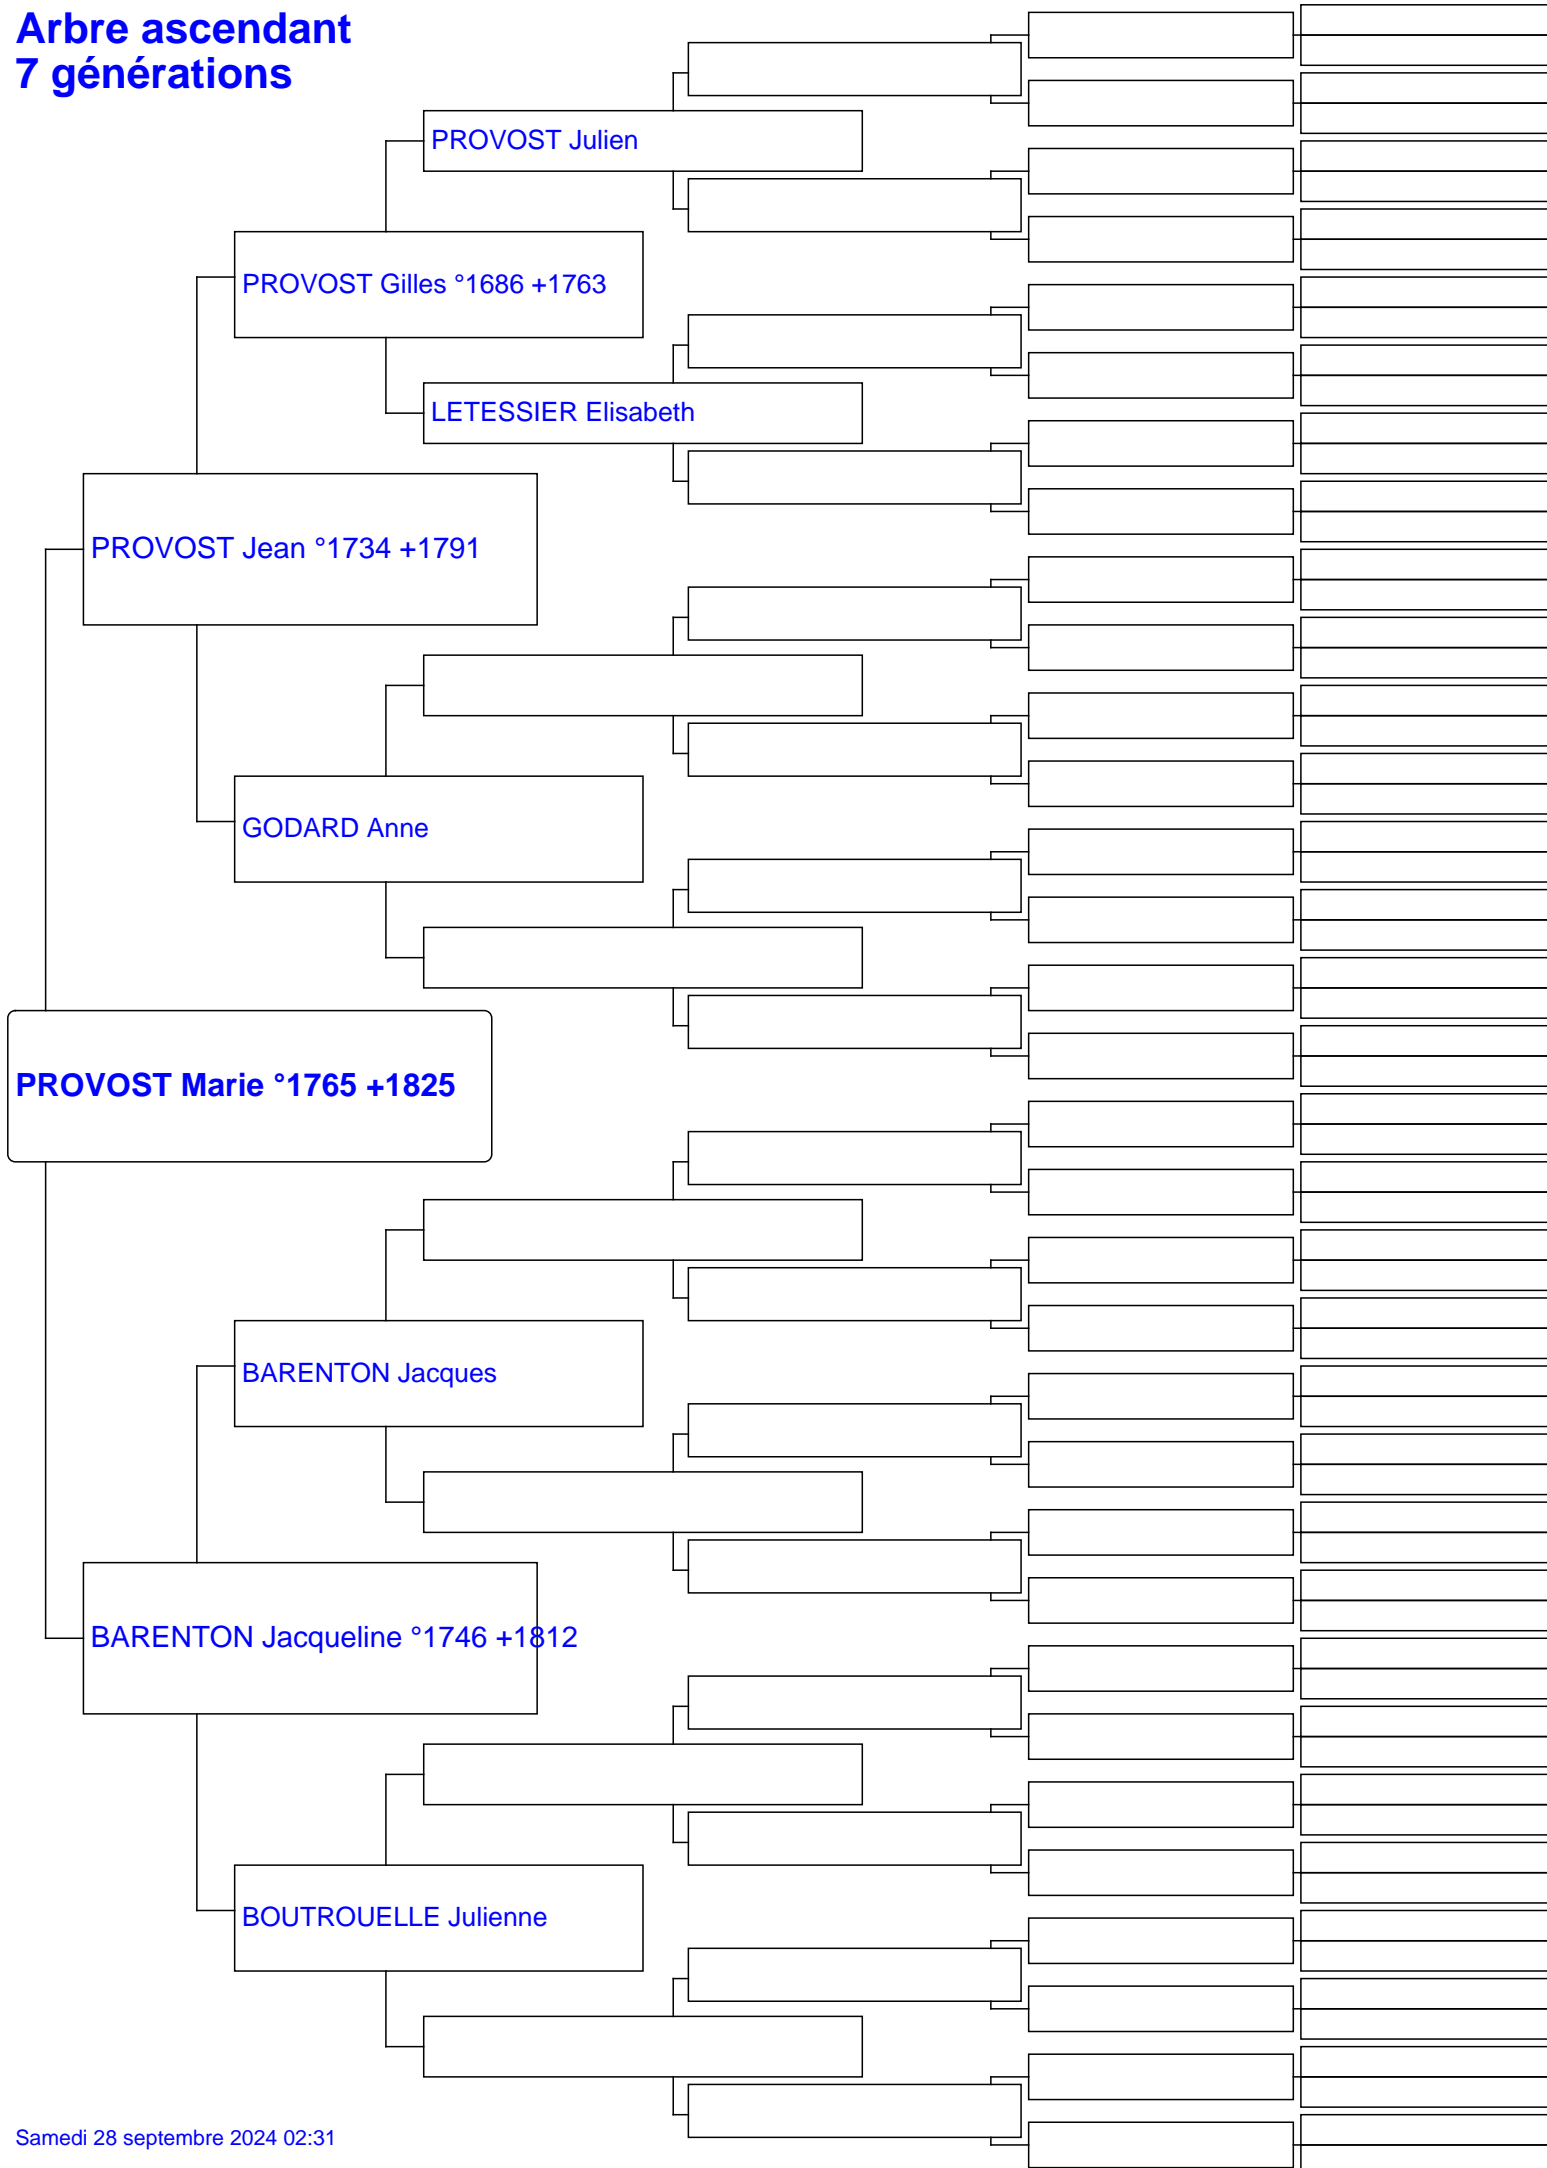 Arbre ascendant
7 générations
PROVOST Julien
PROVOST Gilles °1686 +1763
LETESSIER Elisabeth
PROVOST Jean °1734 +1791
GODARD Anne
PROVOST Marie °1765 +1825
BARENTON Jacques
BARENTON Jacqueline °1746 +1812
BOUTROUELLE Julienne
Samedi 28 septembre 2024 02:31